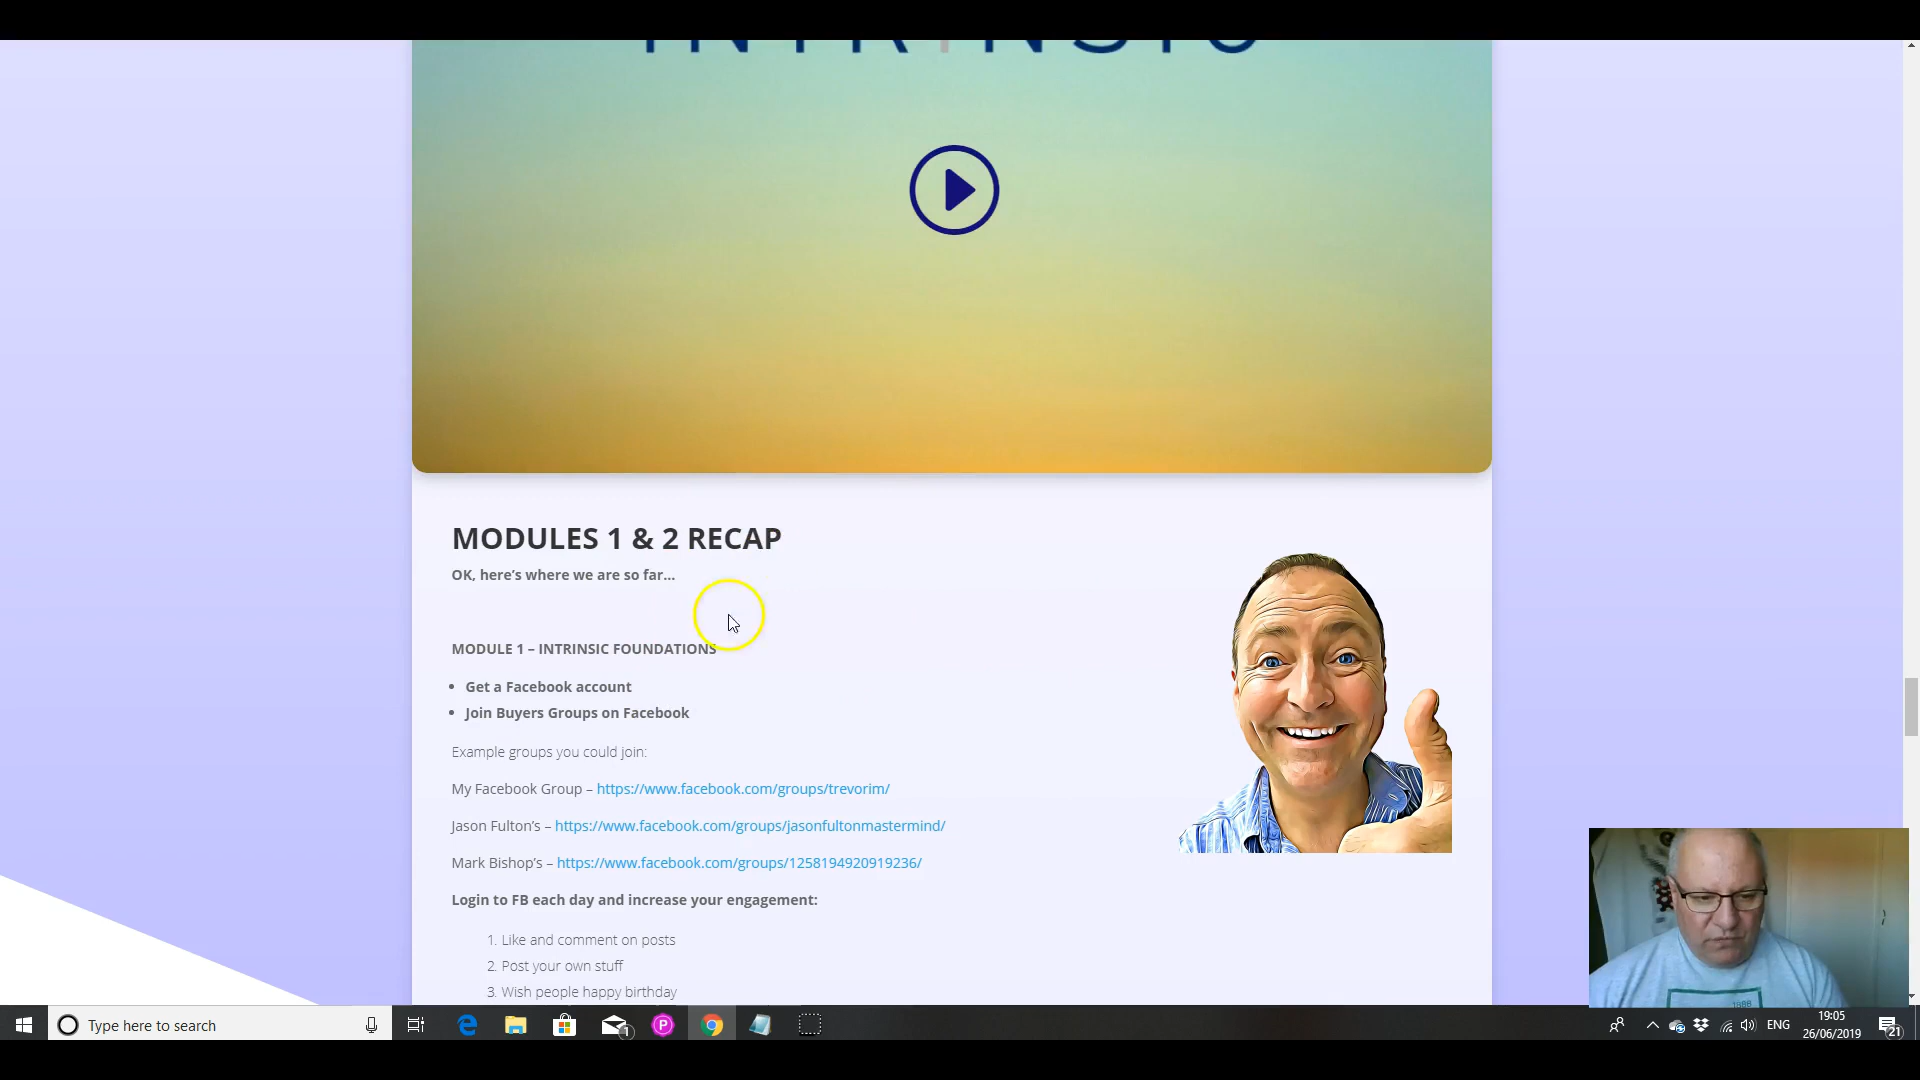 INTRINSIC
MODULES 1 & 2 RECAP
OK, here's where we are so far...
MODULE 1 – INTRINSIC FOUNDATIONS
• Get a Facebook account
• Join Buyers Groups on Facebook
Example groups you could join:
My Facebook Group – https://www.facebook.com/groups/trevorim/
Jason Fulton's – https://www.facebook.com/groups/jasonfultonmastermind/
Mark Bishop's – https://www.facebook.com/groups/1258194920919236/
Login to FB each day and increase your engagement:
1. Like and comment on posts
2. Post your own stuff
3. Wish people happy birthday
1886
Type here to search
1
P
ENG
19:05
26/06/2019
21